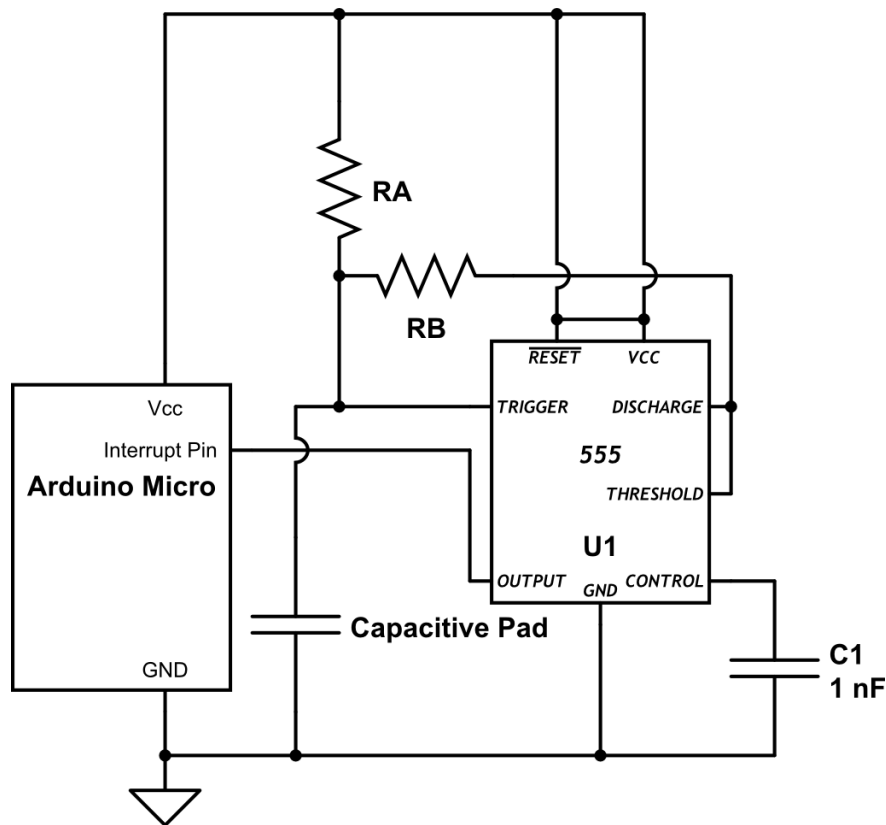 RA
RB
RESET
VCC
Vcc
TRIGGER
DISCHARGE
Interrupt Pin
555
Arduino Micro
THRESHOLD
U1
OUTPUT
GND
CONTROL
Capacitive Pad
C1
1 nF
GND